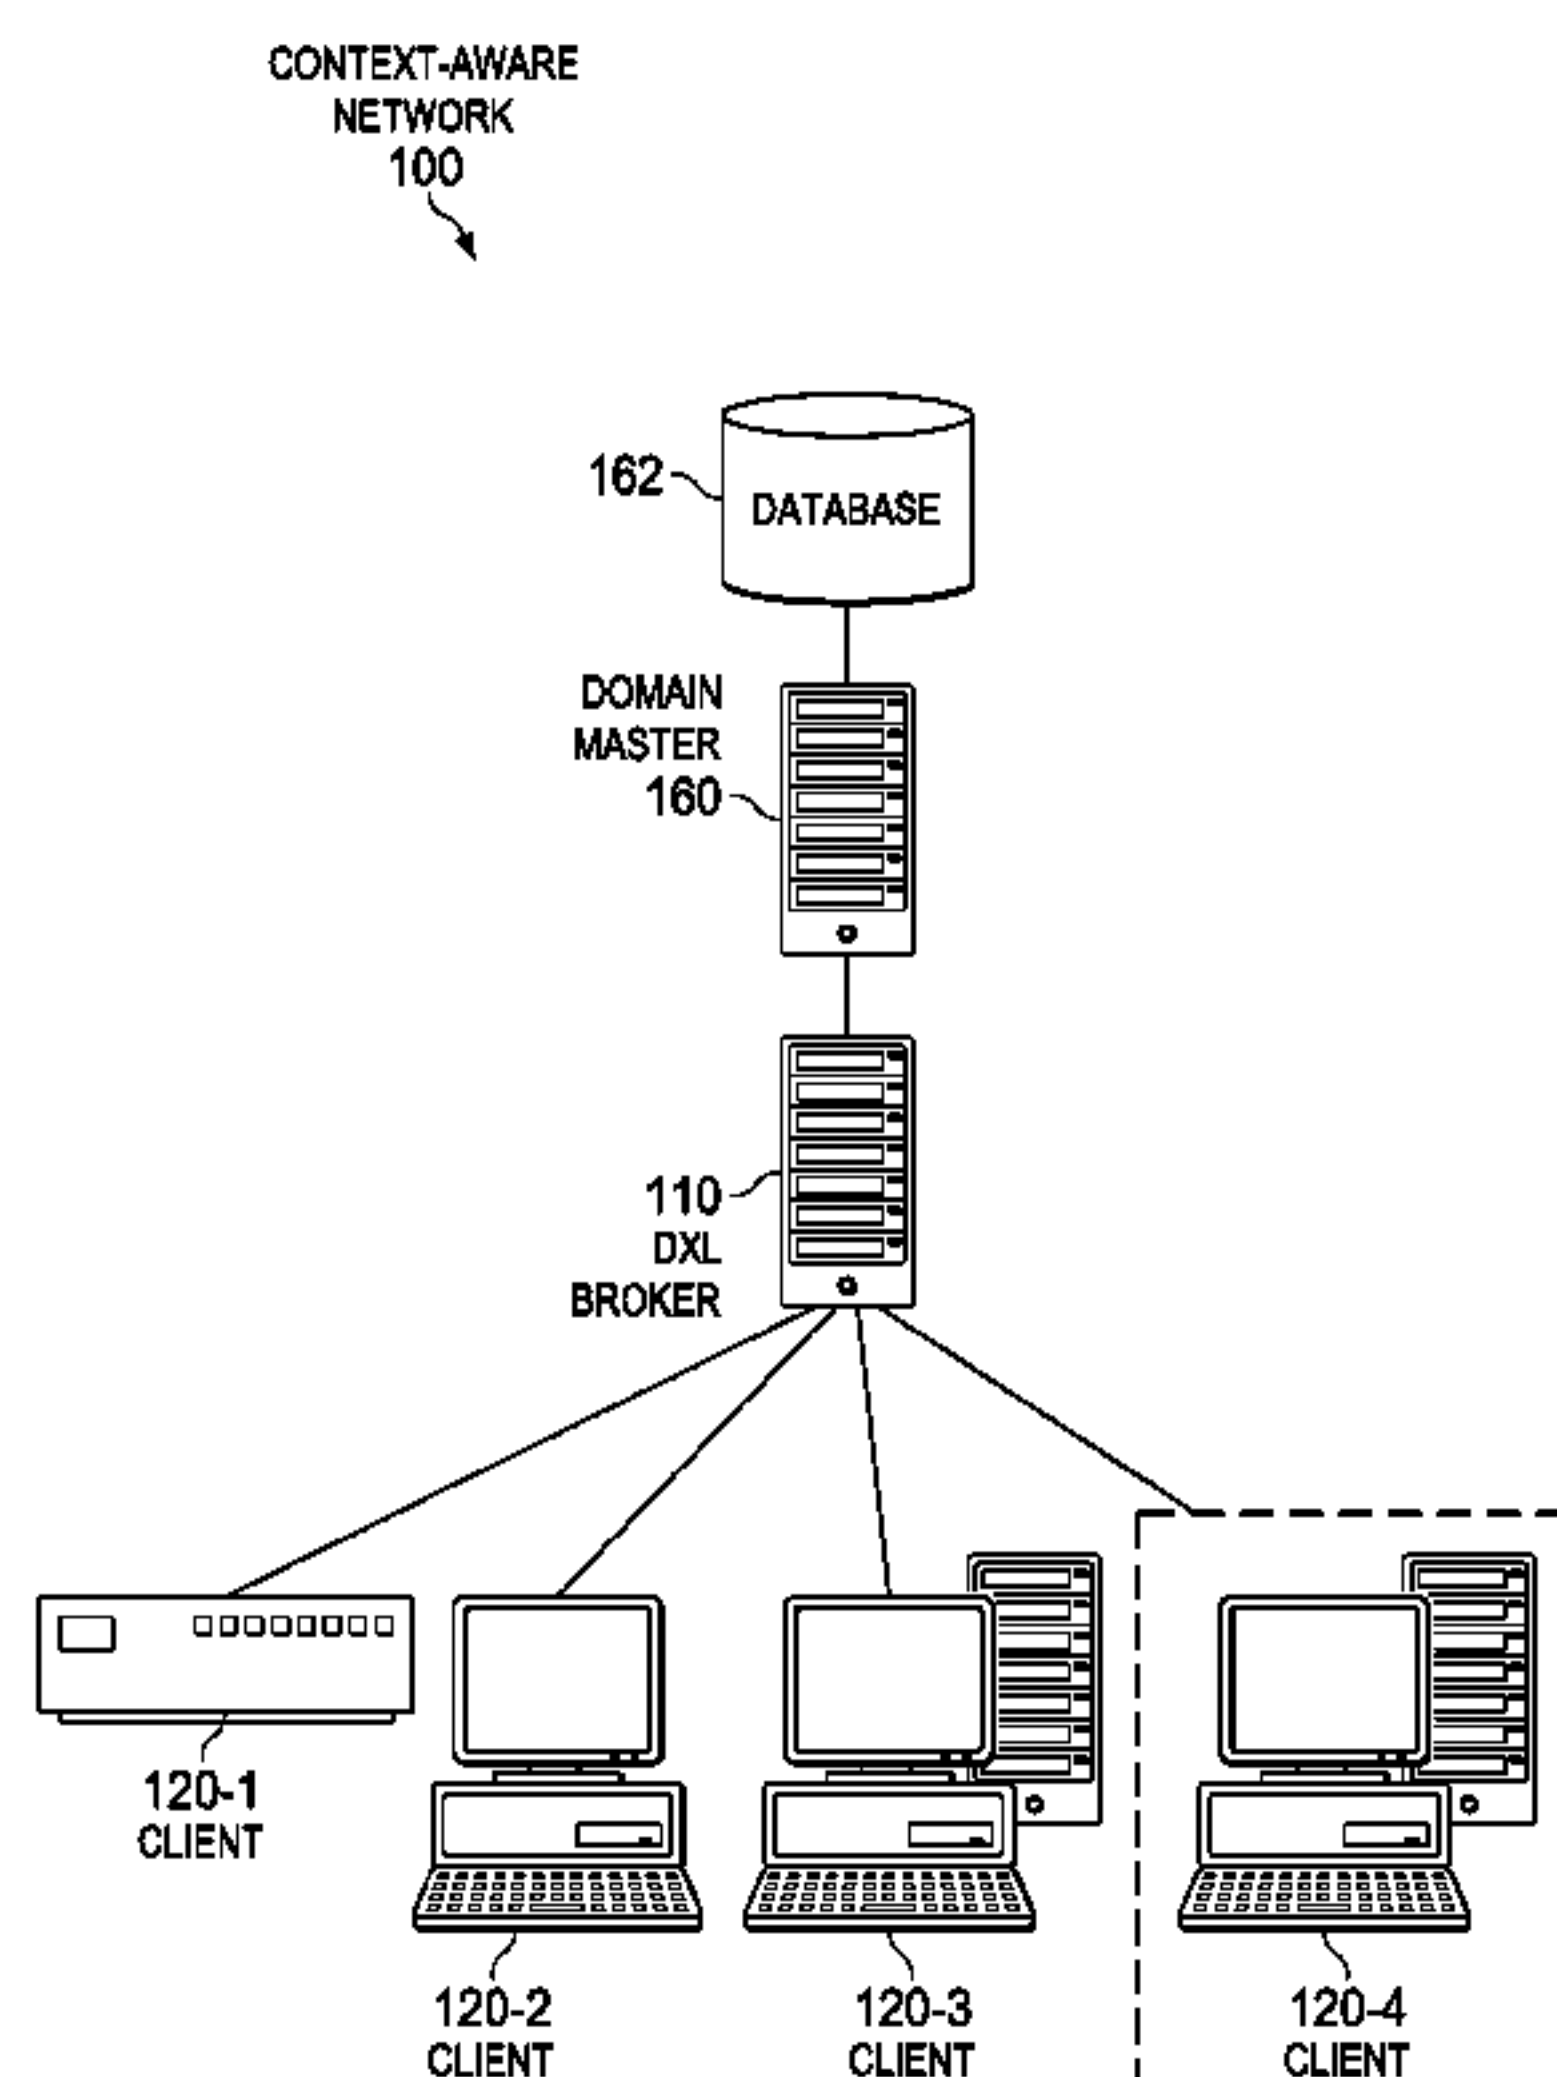 CONTEXT-AWARE
NETWORK
100
162
DATABASE
DOMAIN
MASTER
160
110
DXL
BROKER
120-1
CLIENT
120-2
CLIENT
120-3
CLIENT
120-4
CLIENT